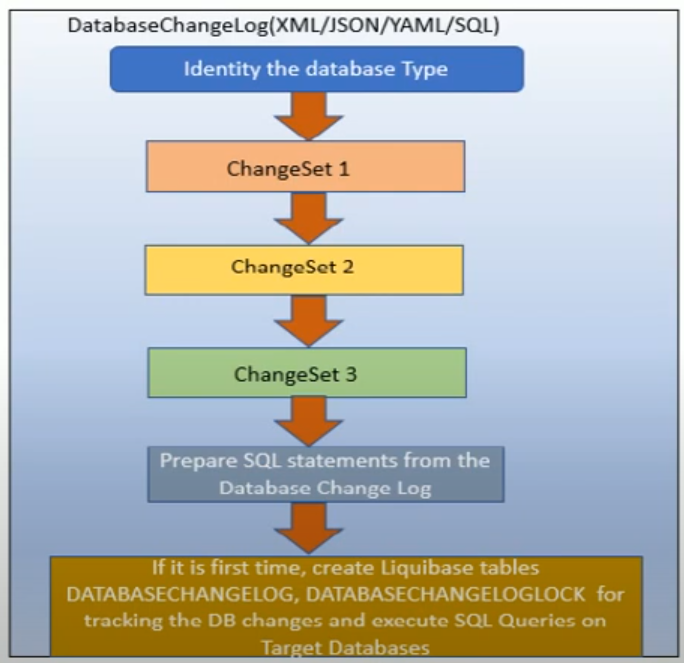 DatabaseChangeLog(XML/JSON/YAML/SQL)
Identity the database Type
ChangeSet 1
ChangeSet 2
ChangeSet 3
Prepare SQL statements from the
Database Change Log
If it is first time, create Liquibase tables
DATABASECHANGELOG, DATABASECHANGELOGLOCK for
tracking the DB changes and execute SQL Queries on
Target Databases